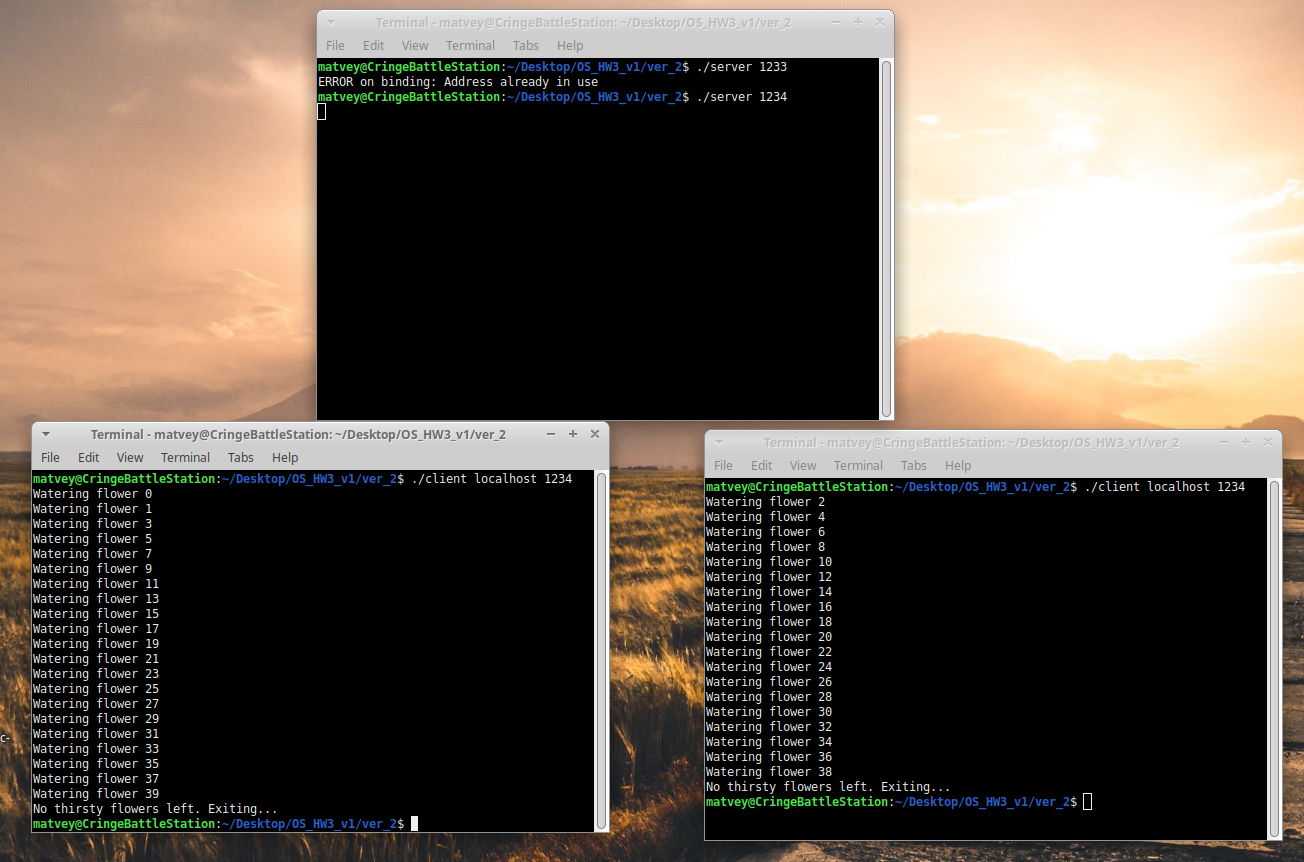 Terminal - matvey@CringeBattleStation: ~/Desktop/OS_HW3_v1/ver_2
File Edit View Terminal Tabs Help
matvey@CringeBattleStation:~/Desktop/OS_HW3_v1/ver_2$ ./server 1233
ERROR on binding: Address already in use
matvey@CringeBattleStation:~/Desktop/OS_HW3_v1/ver_2$ ./server 1234
Terminal - matvey@CringeBattleStation: ~/Desktop/OS_HW3_v1/ver_2
File Edit View Terminal Tabs Help
matvey@CringeBattleStation:~/Desktop/OS_HW3_v1/ver_2$ ./client localhost 1234
Watering flower 0
Watering flower 1
Watering flower 3
Watering flower 5
Watering flower 7
Watering flower 9
Watering flower 11
Watering flower 13
Watering flower 15
Watering flower 17
Watering flower 19
Watering flower 21
Watering flower 23
Watering flower 25
Watering flower 27
Watering flower 29
Watering flower 31
Watering flower 33
Watering flower 35
Watering flower 37
Watering flower 39
No thirsty flowers left. Exiting...
matvey@CringeBattleStation:~/Desktop/OS_HW3_v1/ver_2$
Terminal - matvey@CringeBattleStation: ~/Desktop/OS_HW3_v1/ver_2
File Edit View Terminal Tabs Help
matvey@CringeBattleStation:~/Desktop/OS_HW3_v1/ver_2$ ./client localhost 1234
Watering flower 2
Watering flower 4
Watering flower 6
Watering flower 8
Watering flower 10
Watering flower 12
Watering flower 14
Watering flower 16
Watering flower 18
Watering flower 20
Watering flower 22
Watering flower 24
Watering flower 26
Watering flower 28
Watering flower 30
Watering flower 32
Watering flower 34
Watering flower 36
Watering flower 38
No thirsty flowers left. Exiting...
matvey@CringeBattleStation:~/Desktop/OS_HW3_v1/ver_2$
c-